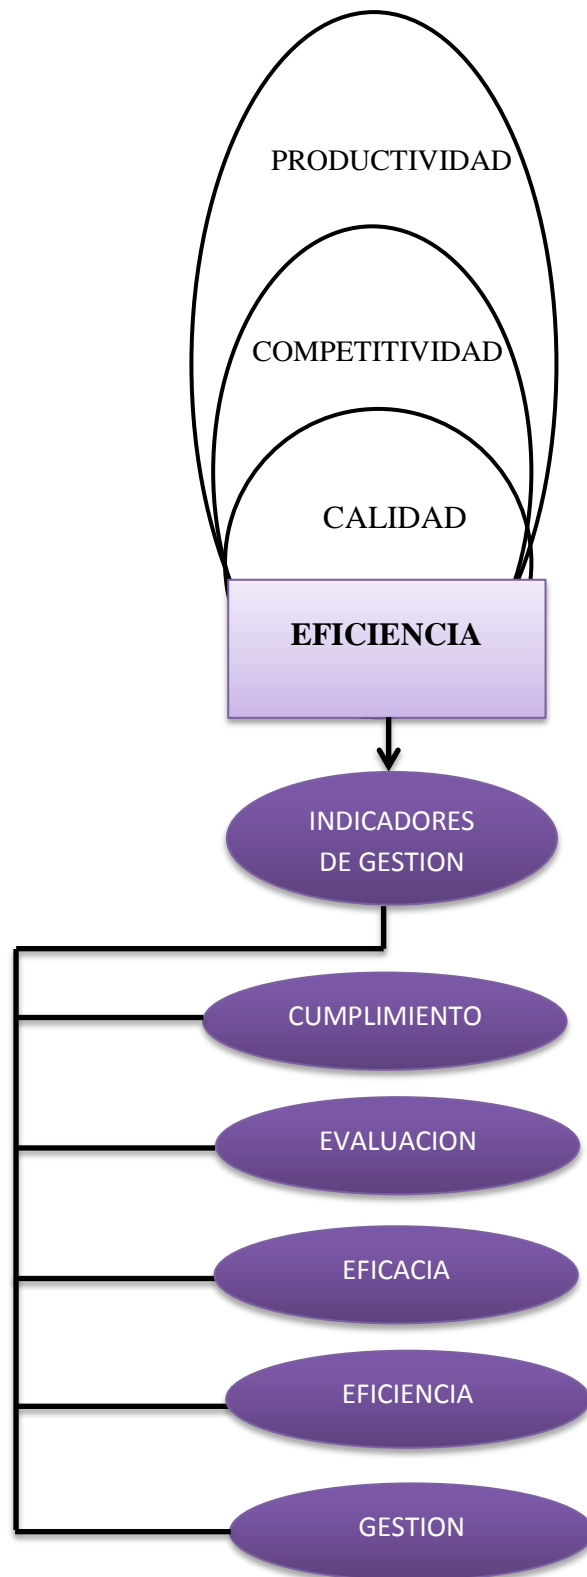 PRODUCTIVIDAD
COMPETITIVIDAD
CALIDAD
EFICIENCIA
INDICADORES
DE GESTION
CUMPLIMIENTO
EVALUACION
EFICACIA
EFICIENCIA
GESTION